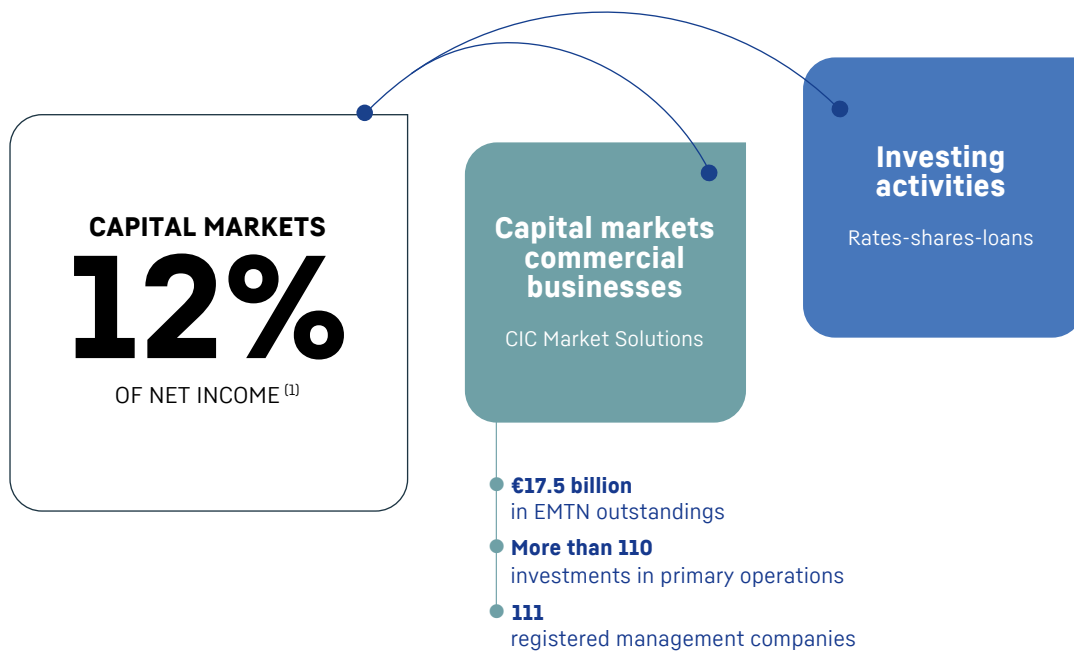 CAPITAL MARKETS
12%
OF NET INCOME (1)
Capital markets
commercial
businesses
CIC Market Solutions
€17.5 billion
in EMTN outstandings
More than 110
investments in primary operations
111
registered management companies
Investing
activities
Rates-shares-loans